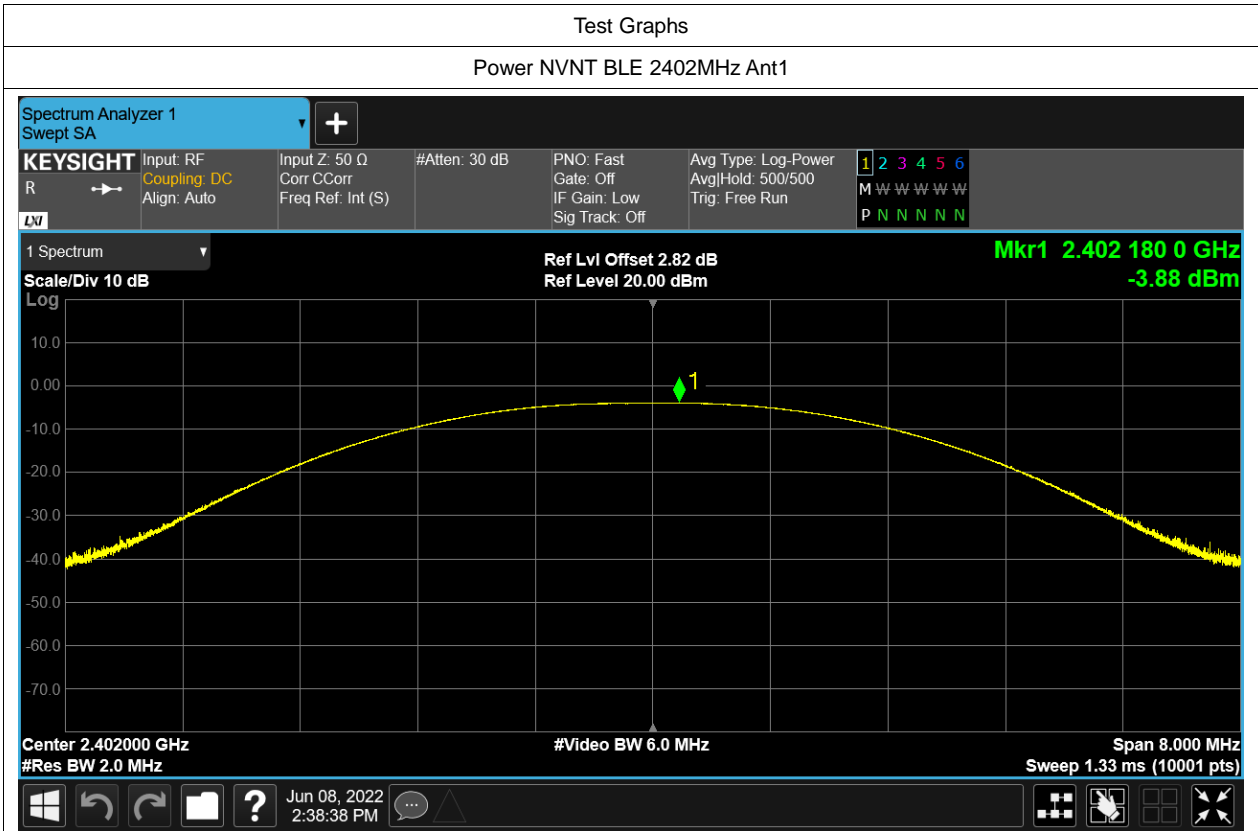 Test Graphs
Power NVNT BLE 2402MHz Ant1
Spectrum Analyzer 1
Swept SA
KEYSIGHT
R
LXI
Input: RF
Coupling: DC
Align: Auto
Input Z: 50 Ω
Corr CCorr
Freq Ref: Int (S)
#Atten: 30 dB
PNO: Fast
Gate: Off
IF Gain: Low
Sig Track: Off
Avg Type: Log-Power
Avg|Hold: 500/500
Trig: Free Run
1 2 3 4 5 6
M W W W W W
P N N N N N
1 Spectrum
Scale/Div 10 dB
Log
Ref Lvl Offset 2.82 dB
Ref Level 20.00 dBm
Mkr1 2.402 180 0 GHz
-3.88 dBm
10.0
0.00
1
-10.0
-20.0
-30.0
-40.0
-50.0
-60.0
-70.0
Center 2.402000 GHz
#Res BW 2.0 MHz
#Video BW 6.0 MHz
Span 8.000 MHz
Sweep 1.33 ms (10001 pts)
?
Jun 08, 2022
2:38:38 PM